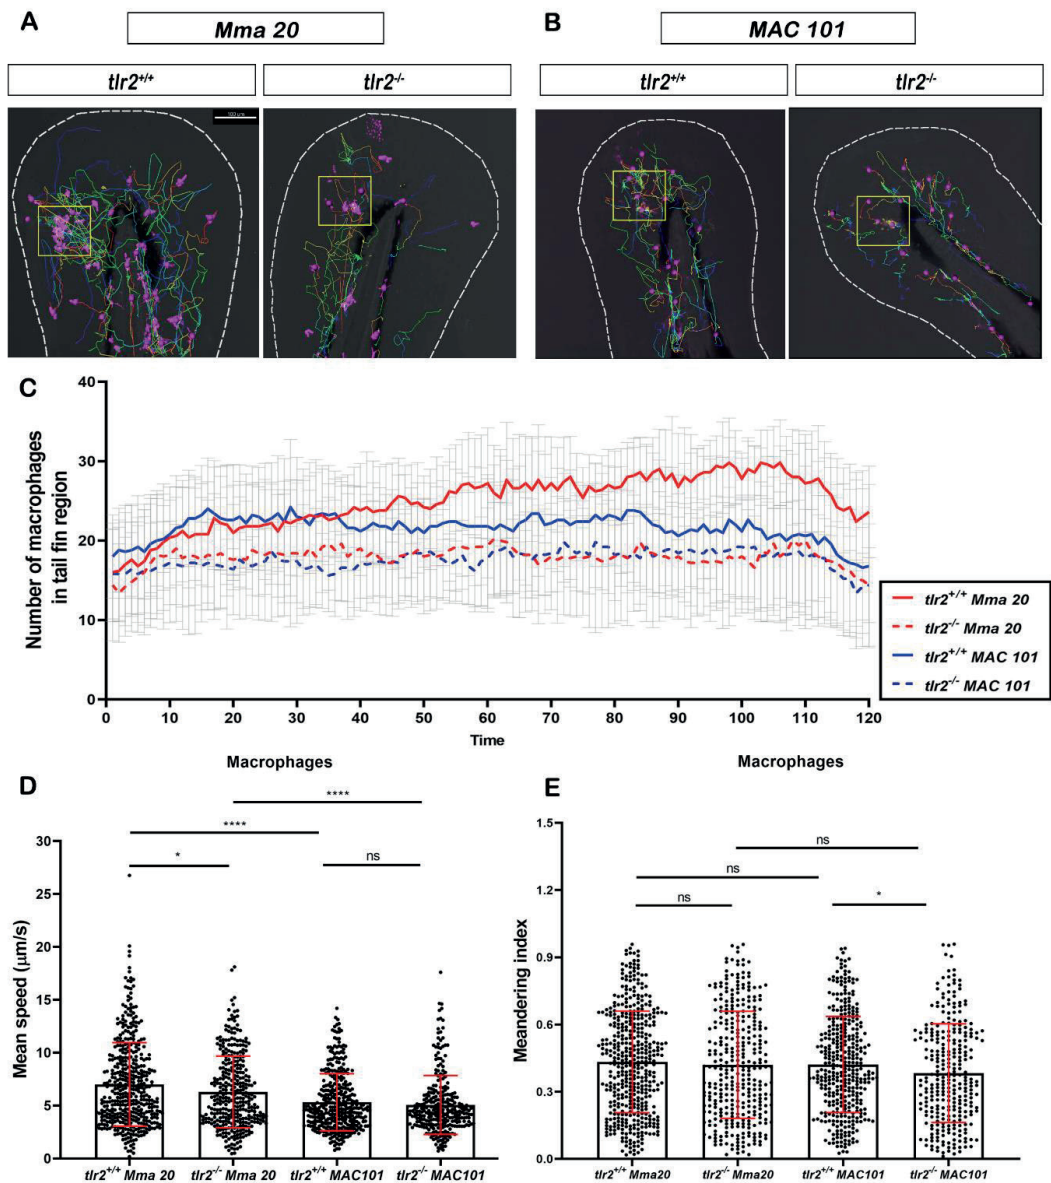 A
Mma 20
B
MAC 101
tlr2+/+
tlr2-/-
tlr2+/+
tlr2-/-
100 um
C
Number of macrophages
in tail fin region
40
30
20
10
0
0 10 20 30 40 50 60 70 80 90 100 110 120
Time
tlr2+/+ Mma 20
tlr2-/- Mma 20
tlr2+/+ MAC 101
tlr2-/- MAC 101
D
Macrophages
****
****
*
ns
Mean speed (μm/s)
30
25
20
15
10
5
0
tlr2+/+ Mma 20 tlr2-/- Mma 20 tlr2+/+ MAC101 tlr2-/- MAC101
E
Macrophages
ns
ns
ns
*
Meandering index
1.5
1.2
0.9
0.6
0.3
0.0
tlr2+/+ Mma20 tlr2-/- Mma20 tlr2+/+ MAC101 tlr2-/- MAC101